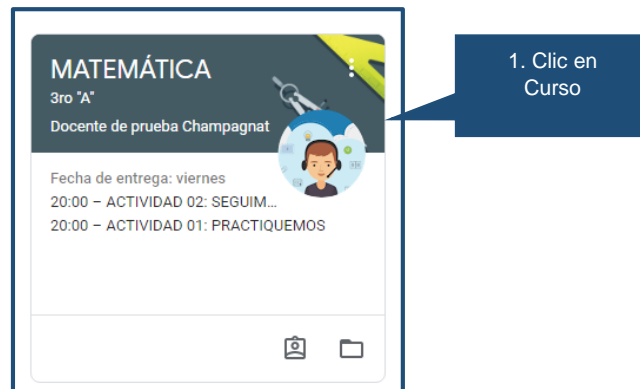 MATEMÁTICA
3ro "A"
Docente de prueba Champagnat
Fecha de entrega: viernes
20:00 – ACTIVIDAD 02: SEGUIM...
20:00 – ACTIVIDAD 01: PRACTIQUEMOS
1. Clic en
Curso